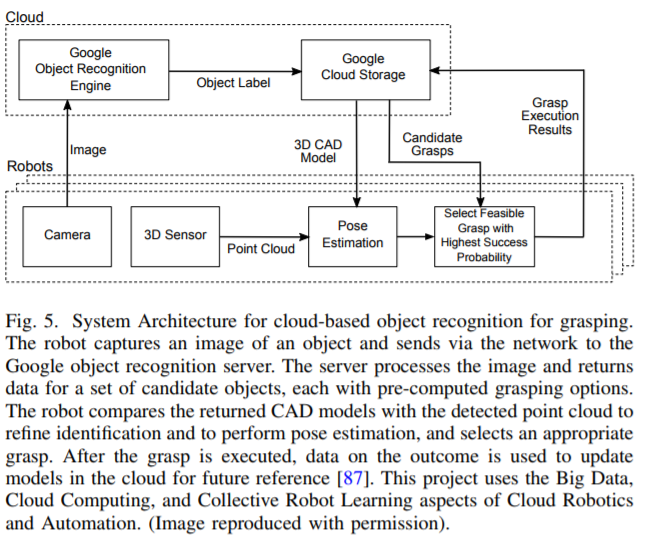 Cloud
Google
Object Recognition
Engine
Object Label
Google
Cloud Storage
Image
3D CAD
Model
Candidate
Grasps
Grasp
Execution
Results
Robots
Camera
3D Sensor
Point Cloud
Pose
Estimation
Select Feasible
Grasp with
Highest Success
Probability
Fig. 5. System Architecture for cloud-based object recognition for grasping.
The robot captures an image of an object and sends via the network to the
Google object recognition server. The server processes the image and returns
data for a set of candidate objects, each with pre-computed grasping options.
The robot compares the returned CAD models with the detected point cloud to
refine identification and to perform pose estimation, and selects an appropriate
grasp. After the grasp is executed, data on the outcome is used to update
models in the cloud for future reference [87]. This project uses the Big Data,
Cloud Computing, and Collective Robot Learning aspects of Cloud Robotics
and Automation. (Image reproduced with permission).